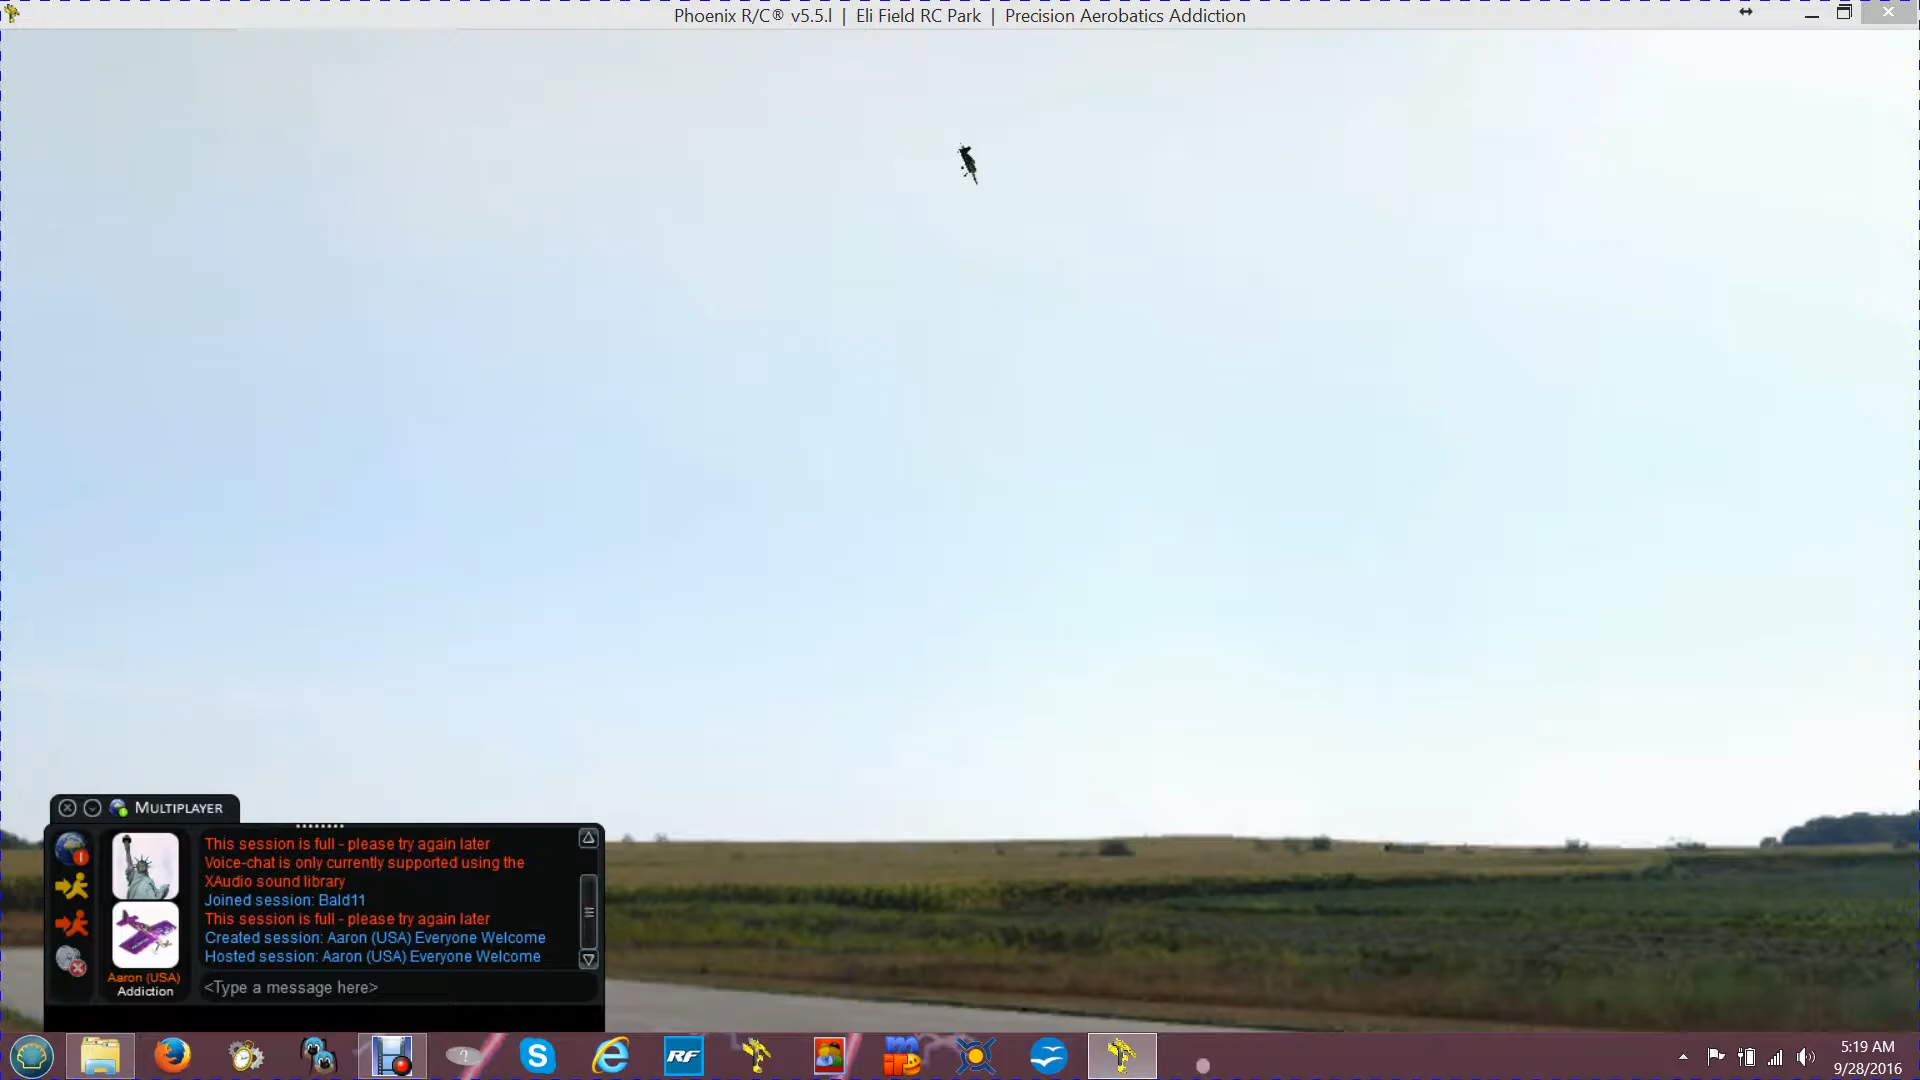 Phoenix R/C® v5.5.l | Eli Field RC Park | Precision Aerobatics Addiction
MULTIPLAYER
This session is full - please try again later
Voice-chat is only currently supported using the
XAudio sound library
Joined session: Bald11
This session is full - please try again later
Created session: Aaron (USA) Everyone Welcome
Hosted session: Aaron (USA) Everyone Welcome
Aaron (USA)
Addiction
<Type a message here>
?
S
e
RF
5:19 AM
9/28/2016